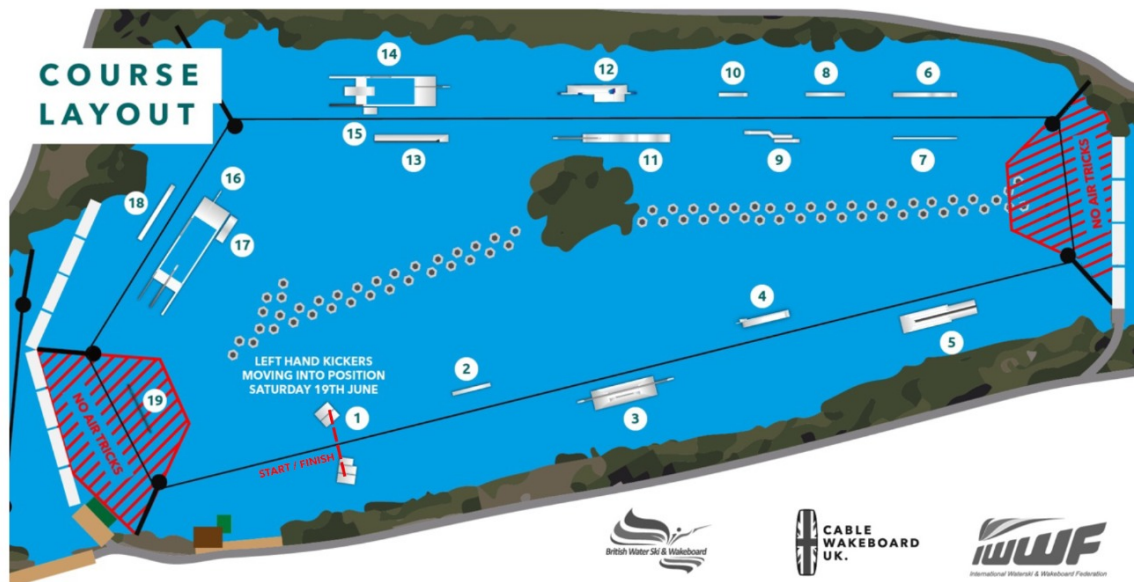 COURSE
LAYOUT
14
12
10
8
6
15
13
11
9
7
16
18
17
NO AIR TRICKS
4
5
LEFT HAND KICKERS
MOVING INTO POSITION
SATURDAY 19TH JUNE
2
3
1
19
NO AIR TRICKS
START / FINISH
British Water Ski & Wakeboard
CABLE
WAKEBOARD
UK.
IWWF
International Waterski & Wakeboard Federation